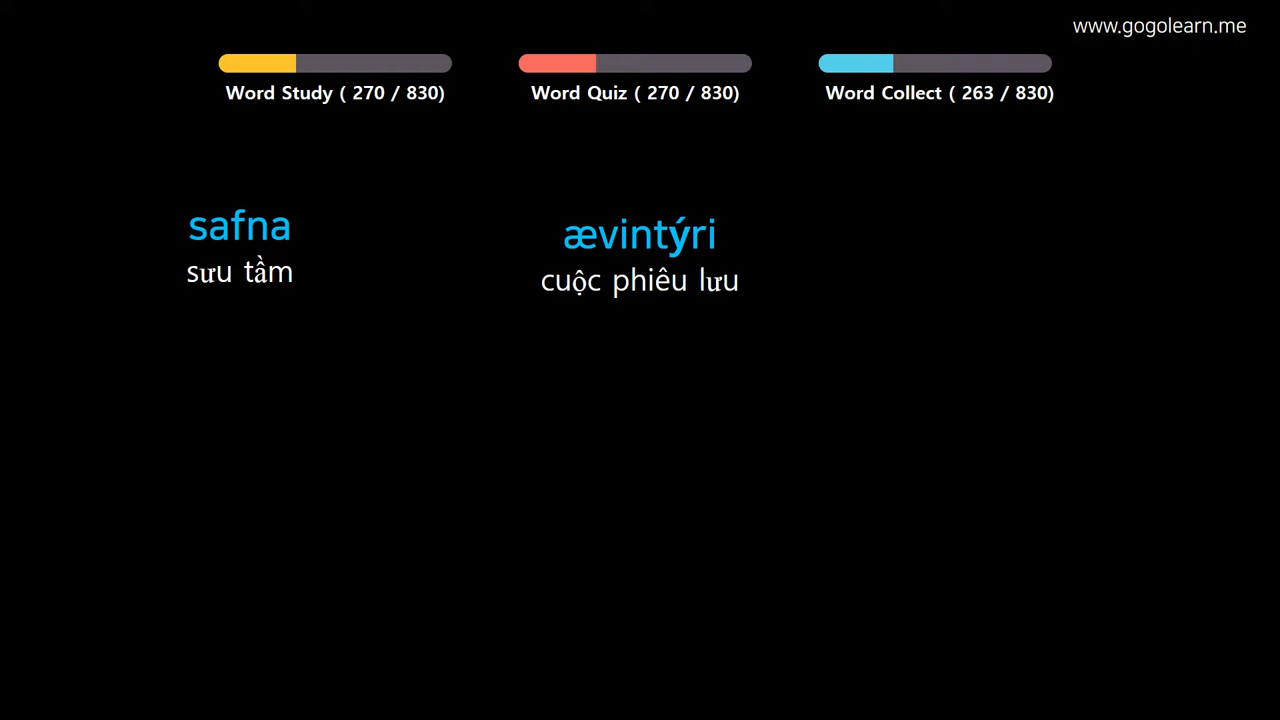 www.gogolearn.me
Word Study ( 270 / 830)
Word Quiz ( 270 / 830)
Word Collect ( 263 / 830)
safna
sưu tầm
ævintýri
cuộc phiêu lưu